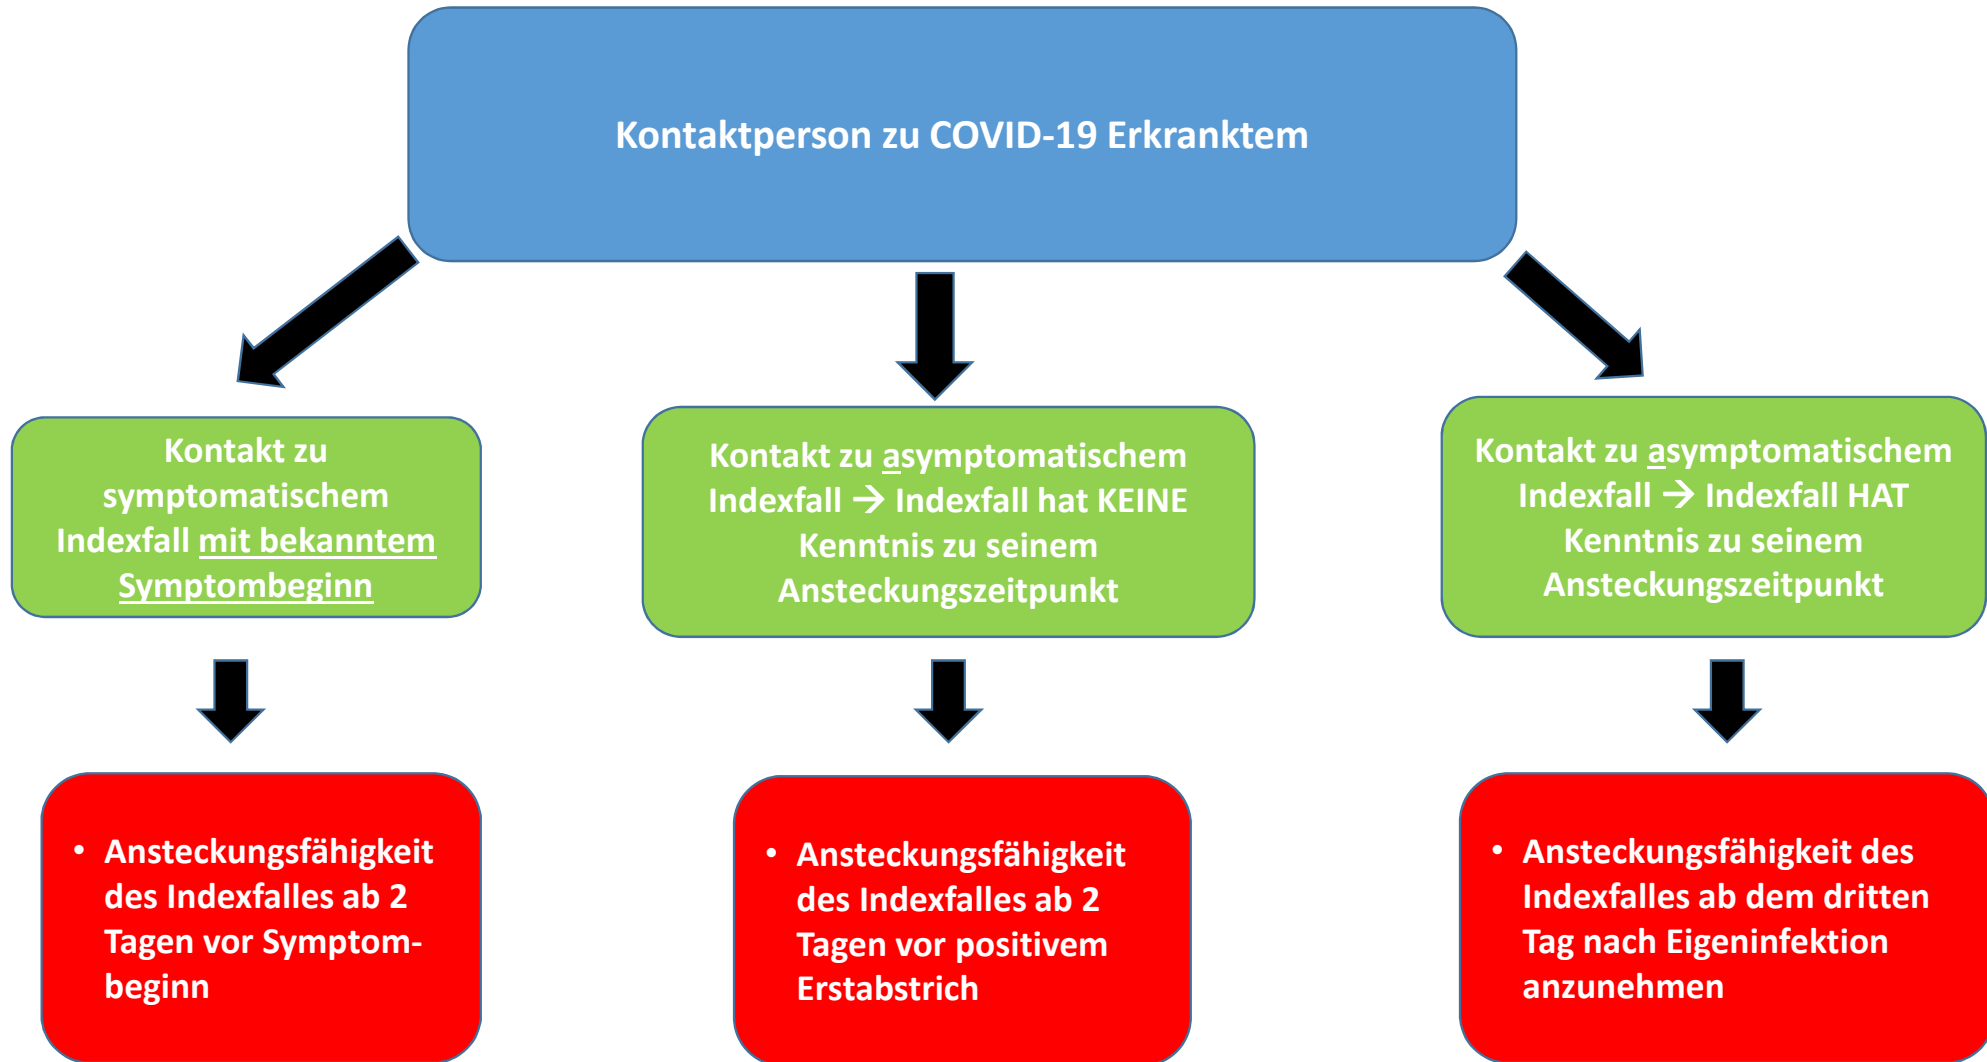 Kontaktperson zu COVID-19 Erkranktem
Kontakt zu
symptomatischem
Indexfall mit bekanntem
Symptombeginn
Kontakt zu asymptomatischem
Indexfall → Indexfall hat KEINE
Kenntnis zu seinem
Ansteckungszeitpunkt
Kontakt zu asymptomatischem
Indexfall → Indexfall HAT
Kenntnis zu seinem
Ansteckungszeitpunkt
• Ansteckungsfähigkeit
des Indexfalles ab 2
Tagen vor Symptom-
beginn
• Ansteckungsfähigkeit
des Indexfalles ab 2
Tagen vor positivem
Erstabstrich
• Ansteckungsfähigkeit des
Indexfalles ab dem dritten
Tag nach Eigeninfektion
anzunehmen